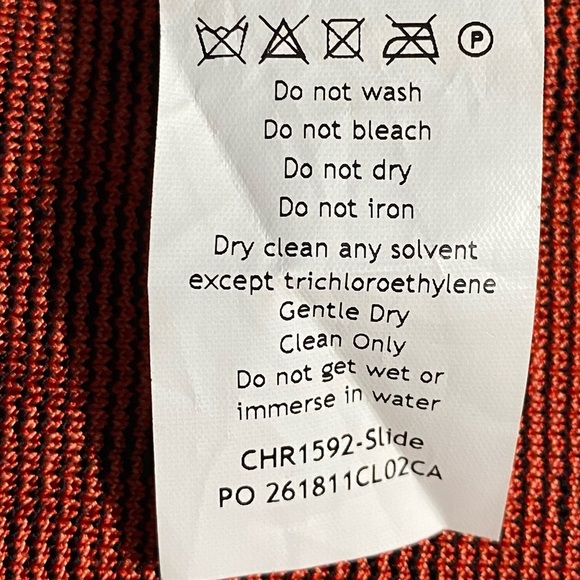 P
Do not wash
Do not bleach
Do not dry
Do not iron
Dry clean any solvent
except trichloroethylene
Gentle Dry
Clean Only
Do not get wet or
immerse in water
CHR1592-Slide
PO 261811CL02CA